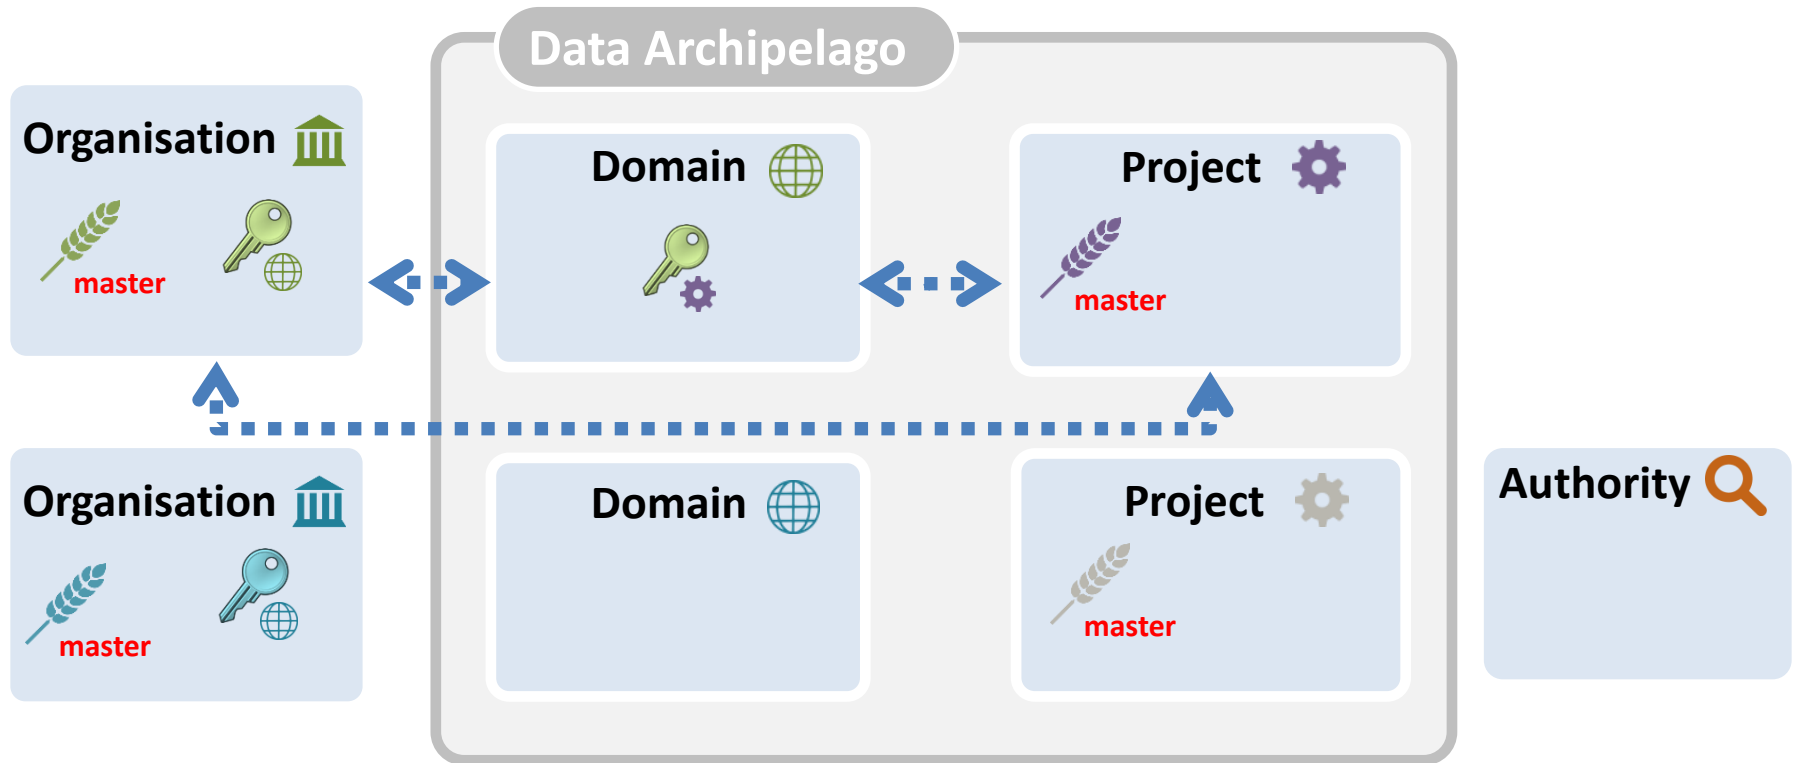 Data Archipelago
Organisation
master
Domain
Project
master
Organisation
master
Domain
Project
master
Authority